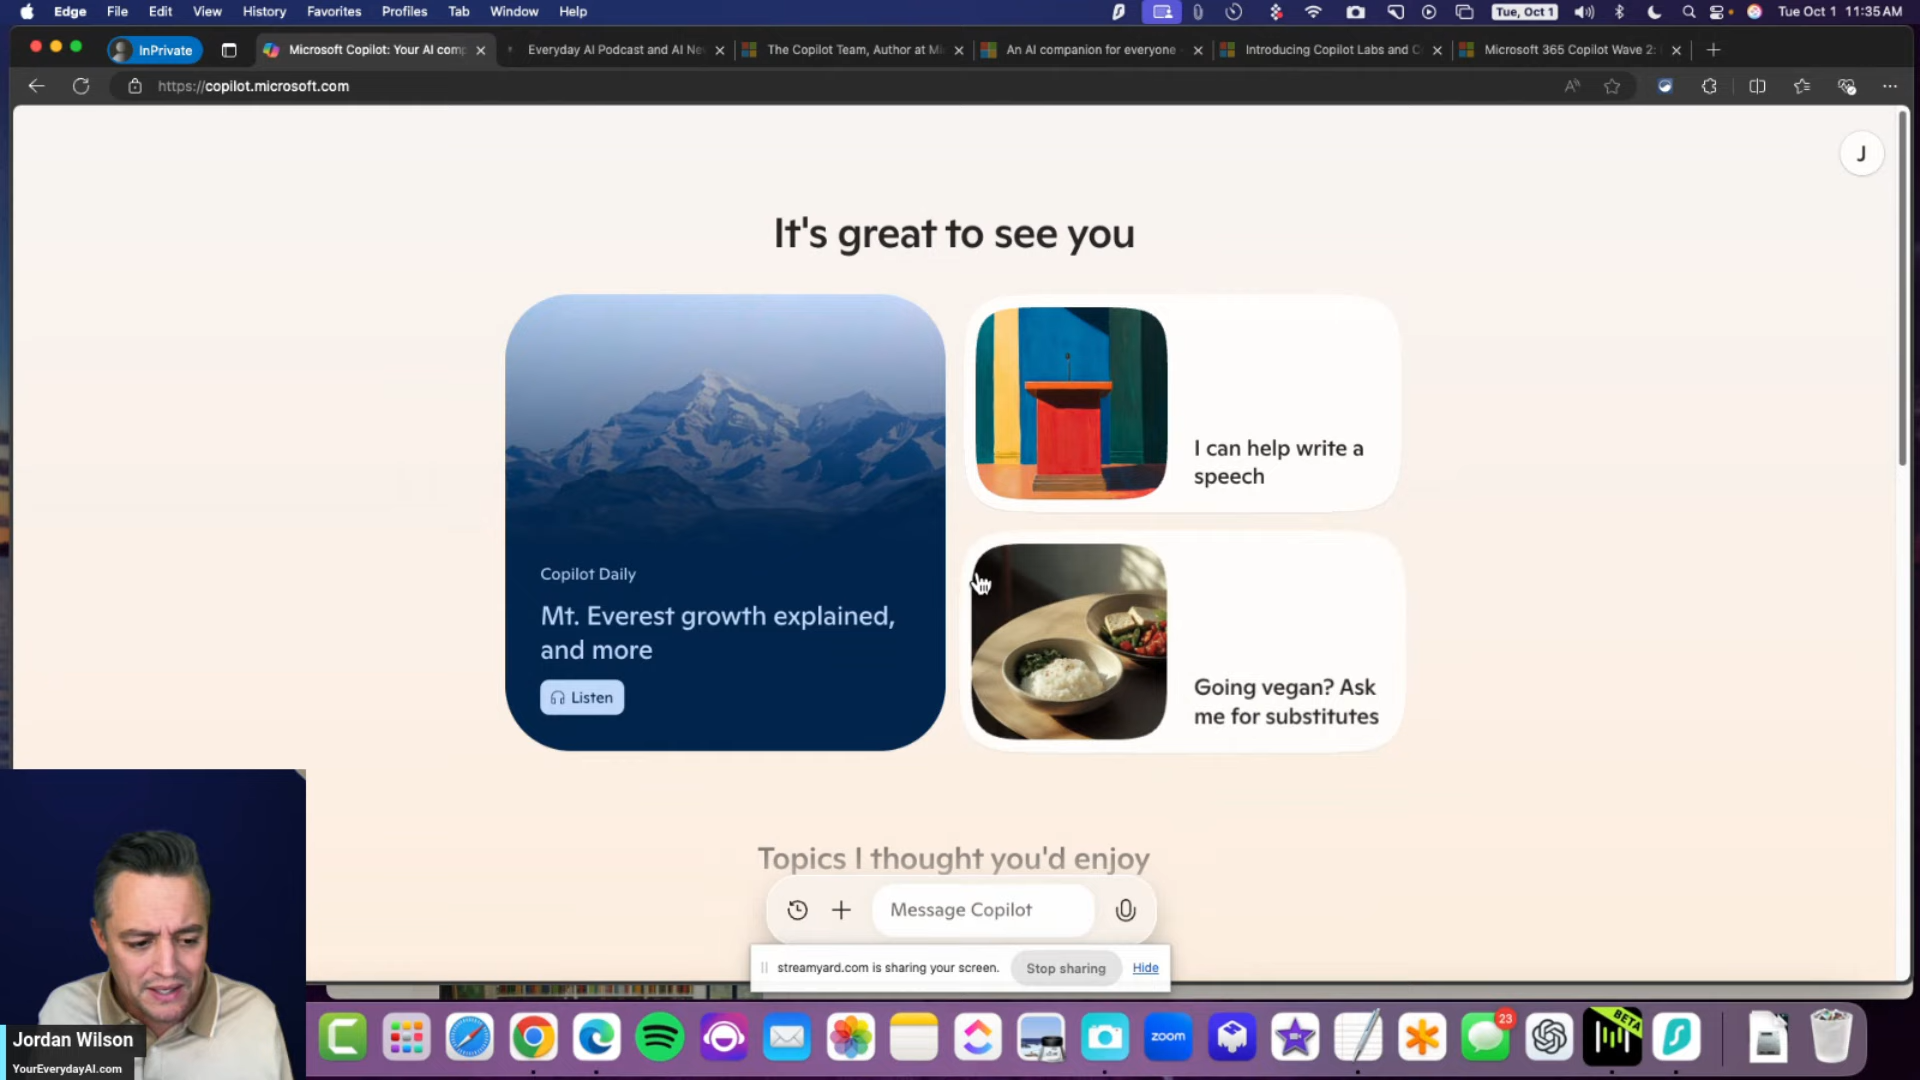 Edge File Edit View History Favorites Profiles Tab Window Help
Tue, Oct 1
Tue Oct 1 11:35 AM
InPrivate
Microsoft Copilot: Your AI comp
Everyday AI Podcast and AI Ne
The Copilot Team, Author at Mi
An AI companion for everyone
Introducing Copilot Labs and C
Microsoft 365 Copilot Wave 2:
https://copilot.microsoft.com
J
It's great to see you
I can help write a
speech
Copilot Daily
Mt. Everest growth explained,
and more
Listen
Going vegan? Ask
me for substitutes
Topics I thought you'd enjoy
Message Copilot
streamyard.com is sharing your screen.
Stop sharing
Hide
Jordan Wilson
YourEverydayAI.com
zoom
23
BETA